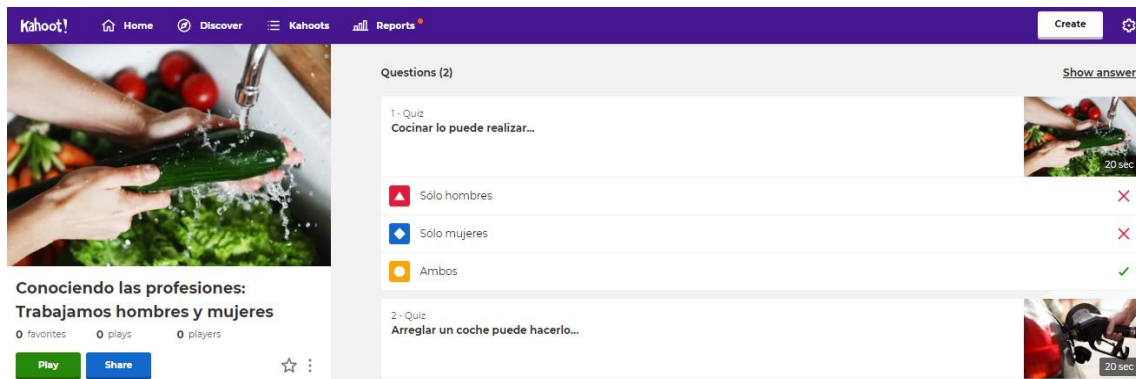 Kahoot! Home Discover Kahoots Reports Create
Questions (2) Show answer
1 - Quiz
Cocinar lo puede realizar...
20 sec
Sólo hombres
Sólo mujeres
Ambos
Conociendo las profesiones:
Trabajamos hombres y mujeres
0 favorites 0 plays 0 players
Play Share
2 - Quiz
Arreglar un coche puede hacerlo...
20 sec